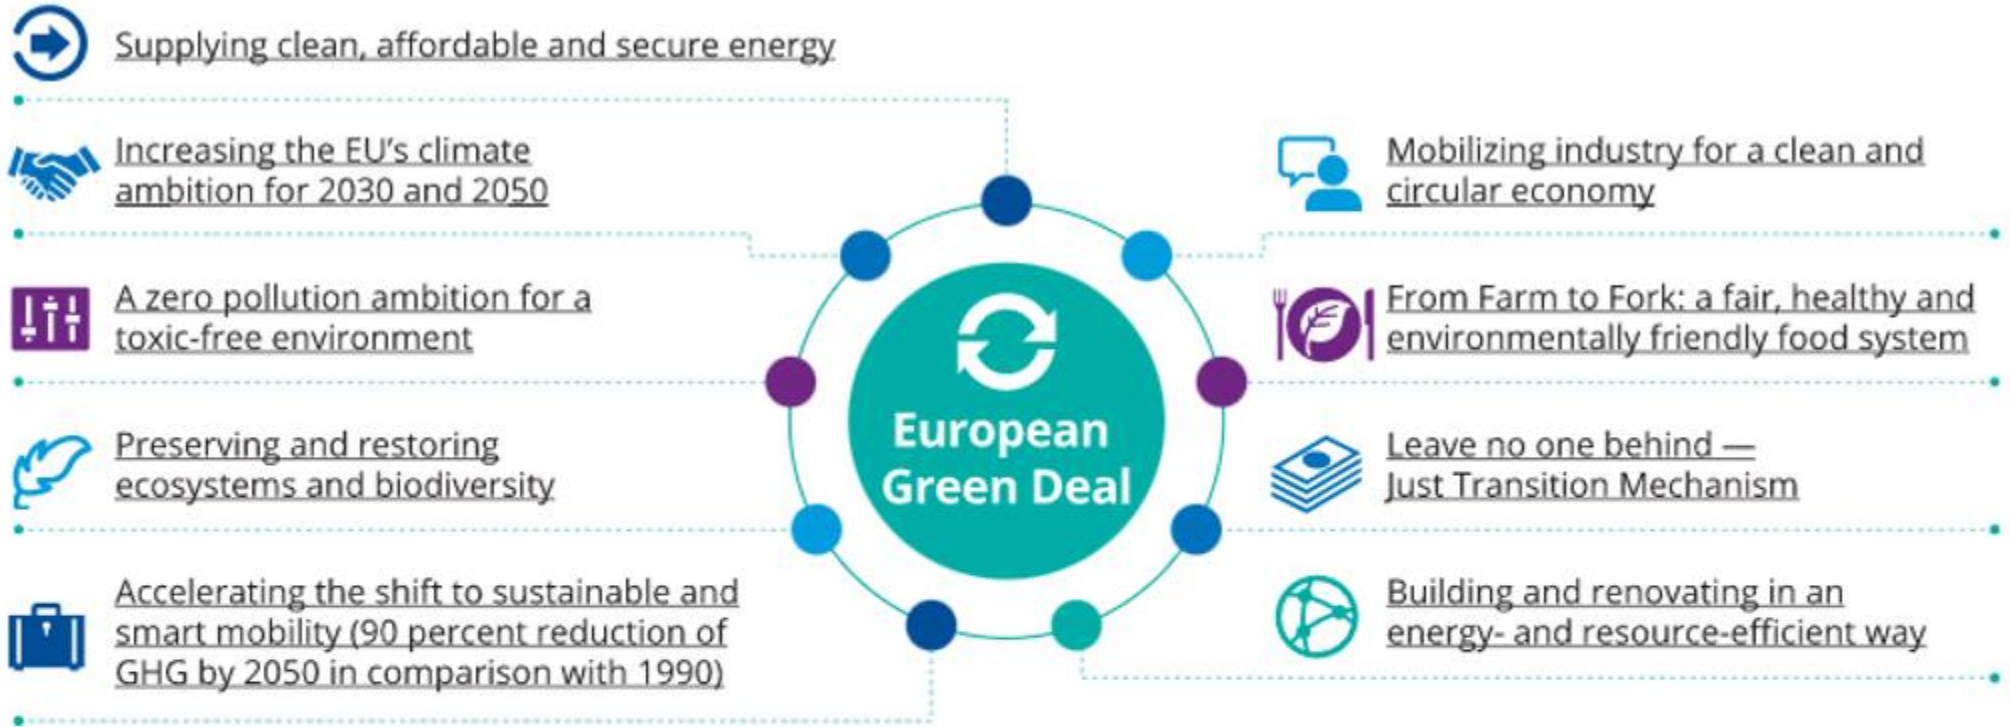 Supplying clean, affordable and secure energy
Increasing the EU's climate
ambition for 2030 and 2050
A zero pollution ambition for a
toxic-free environment
Preserving and restoring
ecosystems and biodiversity
Accelerating the shift to sustainable and
smart mobility (90 percent reduction of
GHG by 2050 in comparison with 1990)
European
Green Deal
Mobilizing industry for a clean and
circular economy
From Farm to Fork: a fair, healthy and
environmentally friendly food system
Leave no one behind —
Just Transition Mechanism
Building and renovating in an
energy- and resource-efficient way